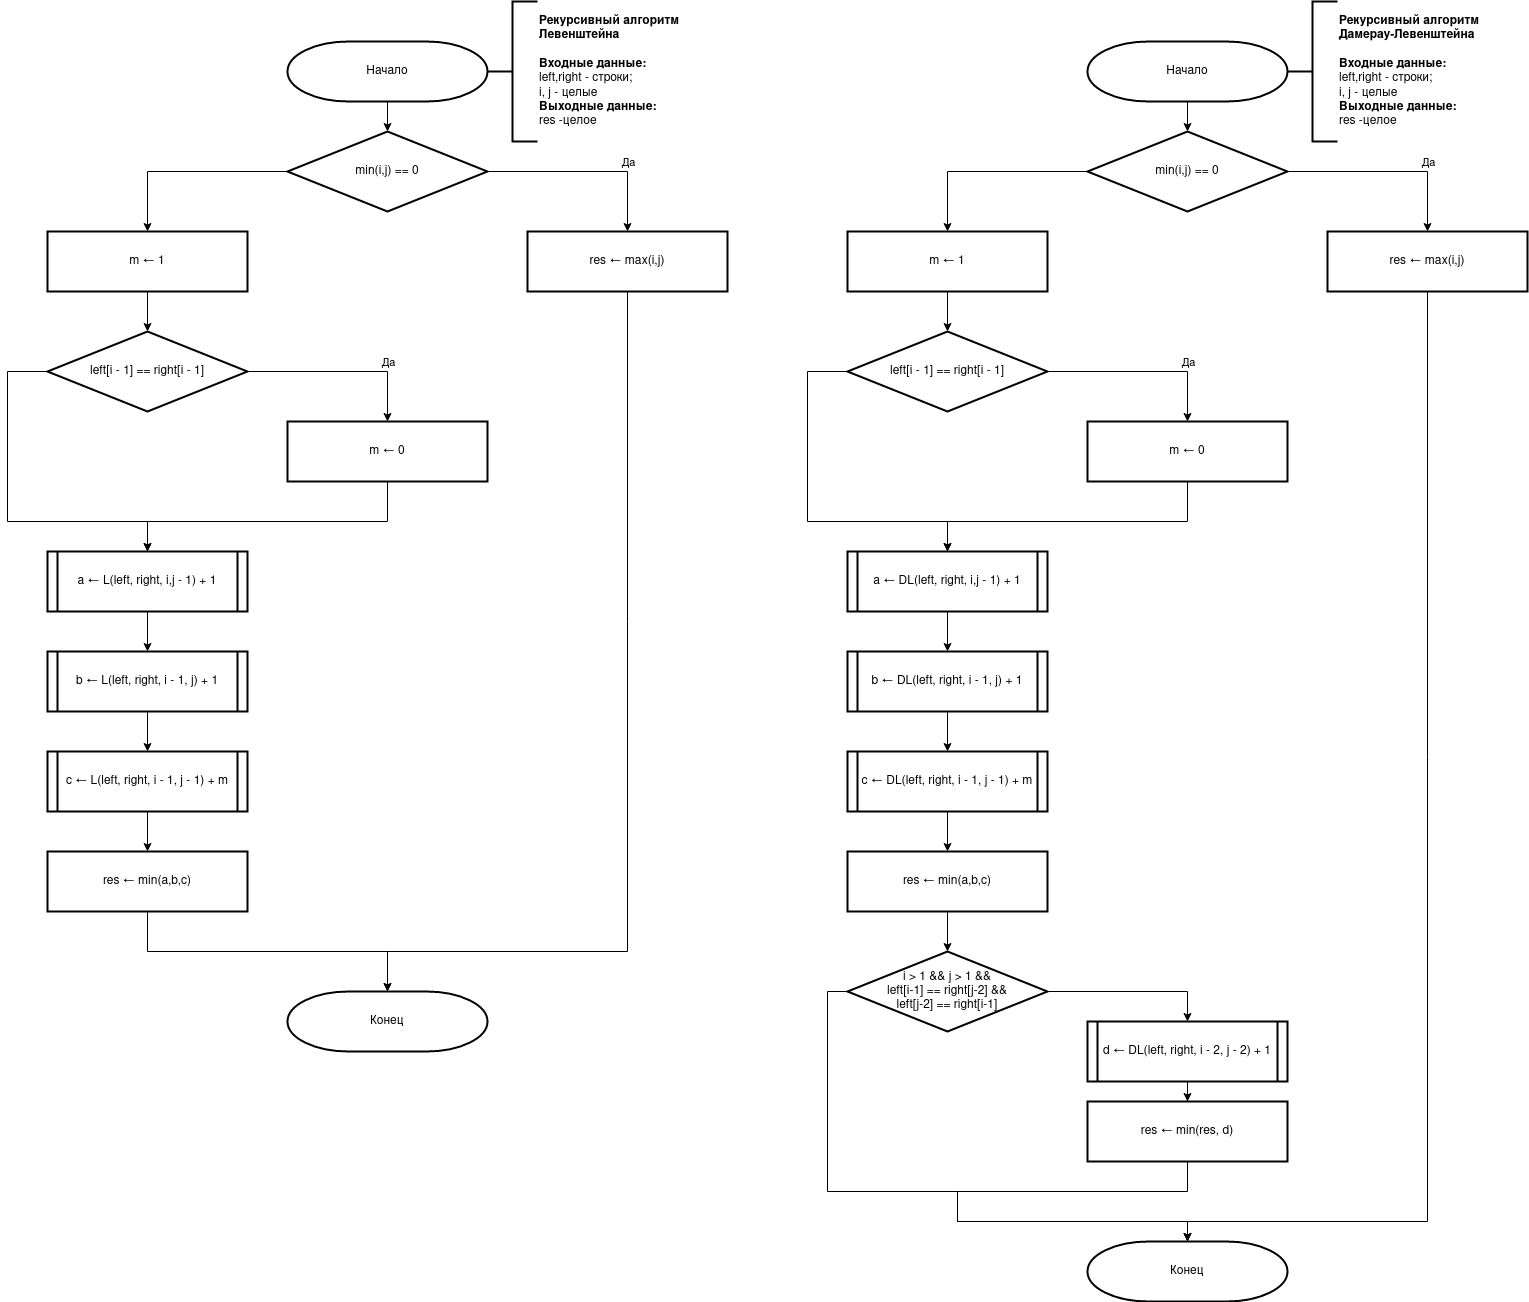 Рекурсивный алгоритм
Левенштейна
Входные данные:
left,right - строки;
i, j - целые
Выходные данные:
res -целое
Начало
min(i,j) == 0
Да
m ← 1
res ← max(i,j)
left[i - 1] == right[i - 1]
Да
m ← 0
a ← L(left, right, i,j - 1) + 1
b ← L(left, right, i - 1, j) + 1
c ← L(left, right, i - 1, j - 1) + m
res ← min(a,b,c)
Конец
Рекурсивный алгоритм
Дамерау-Левенштейна
Входные данные:
left,right - строки;
i, j - целые
Выходные данные:
res -целое
Начало
min(i,j) == 0
Да
m ← 1
res ← max(i,j)
left[i - 1] == right[i - 1]
Да
m ← 0
a ← DL(left, right, i,j - 1) + 1
b ← DL(left, right, i - 1, j) + 1
c ← DL(left, right, i - 1, j - 1) + m
res ← min(a,b,c)
i > 1 && j > 1 &&
left[i-1] == right[j-2] &&
left[j-2] == right[i-1]
d ← DL(left, right, i - 2, j - 2) + 1
res ← min(res, d)
Конец